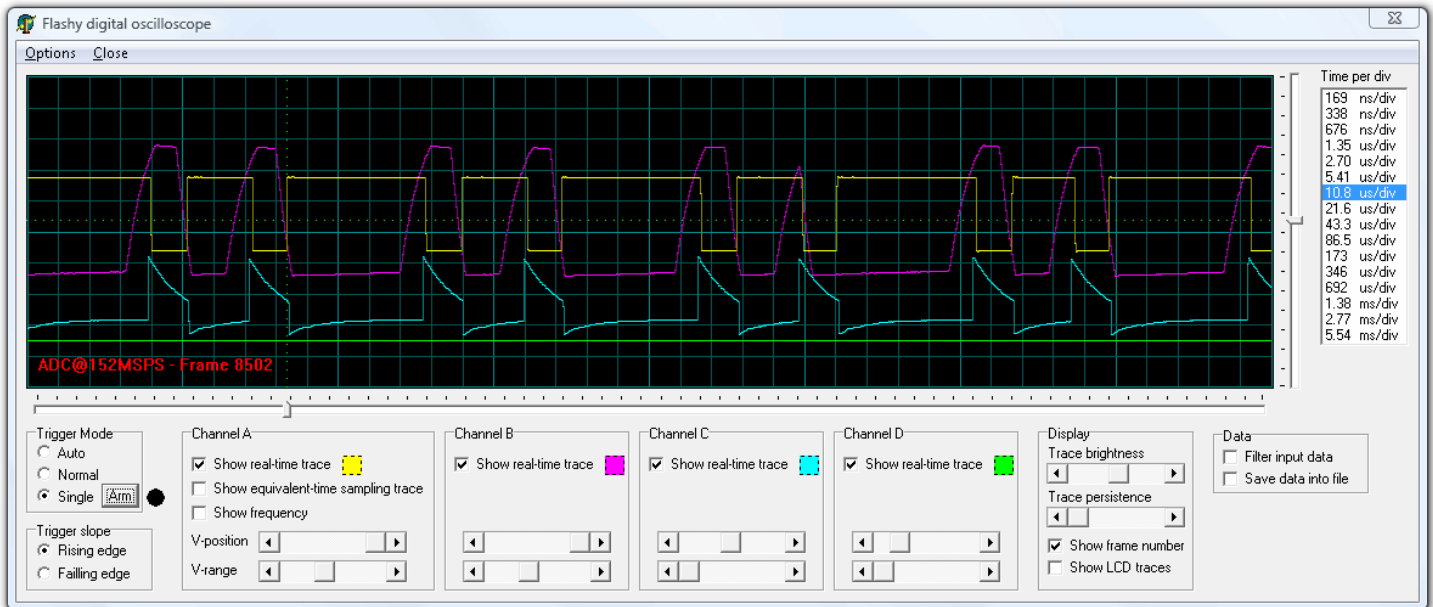 Flashy digital oscilloscope
Options Close
Time per div
169 ns/div
338 ns/div
676 ns/div
1.35 us/div
2.70 us/div
5.41 us/div
10.8 us/div
21.6 us/div
43.3 us/div
86.5 us/div
173 us/div
346 us/div
692 us/div
1.38 ms/div
2.77 ms/div
5.54 ms/div
ADC@152MSPS - Frame 8502
Trigger Mode
Auto
Normal
Single Arm
Trigger slope
Rising edge
Failling edge
Channel A
Show real-time trace
Show equivalent-time sampling trace
Show frequency
V-position
V-range
Channel B
Show real-time trace
Channel C
Show real-time trace
Channel D
Show real-time trace
Display
Trace brightness
Trace persistence
Show frame number
Show LCD traces
Data
Filter input data
Save data into file